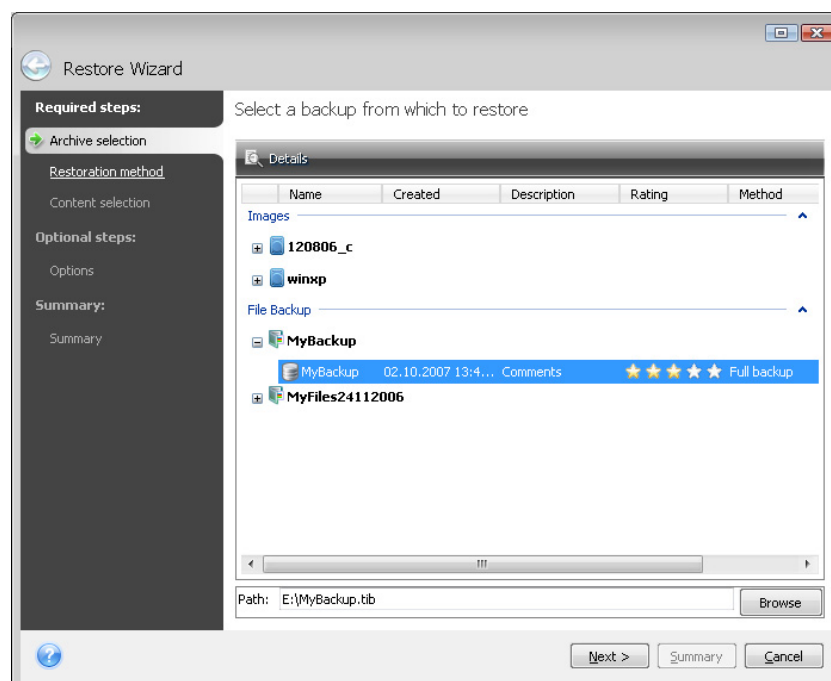 Restore Wizard
Required steps:
Archive selection
Restoration method
Content selection
Optional steps:
Options
Summary:
Summary
Select a backup from which to restore
Details
Name Created Description Rating Method
Images
120806_c
winxp
File Backup
MyBackup
MyBackup 02.10.2007 13:4... Comments Full backup
MyFiles24112006
Path: E:\MyBackup.tib Browse
Next > Summary Cancel